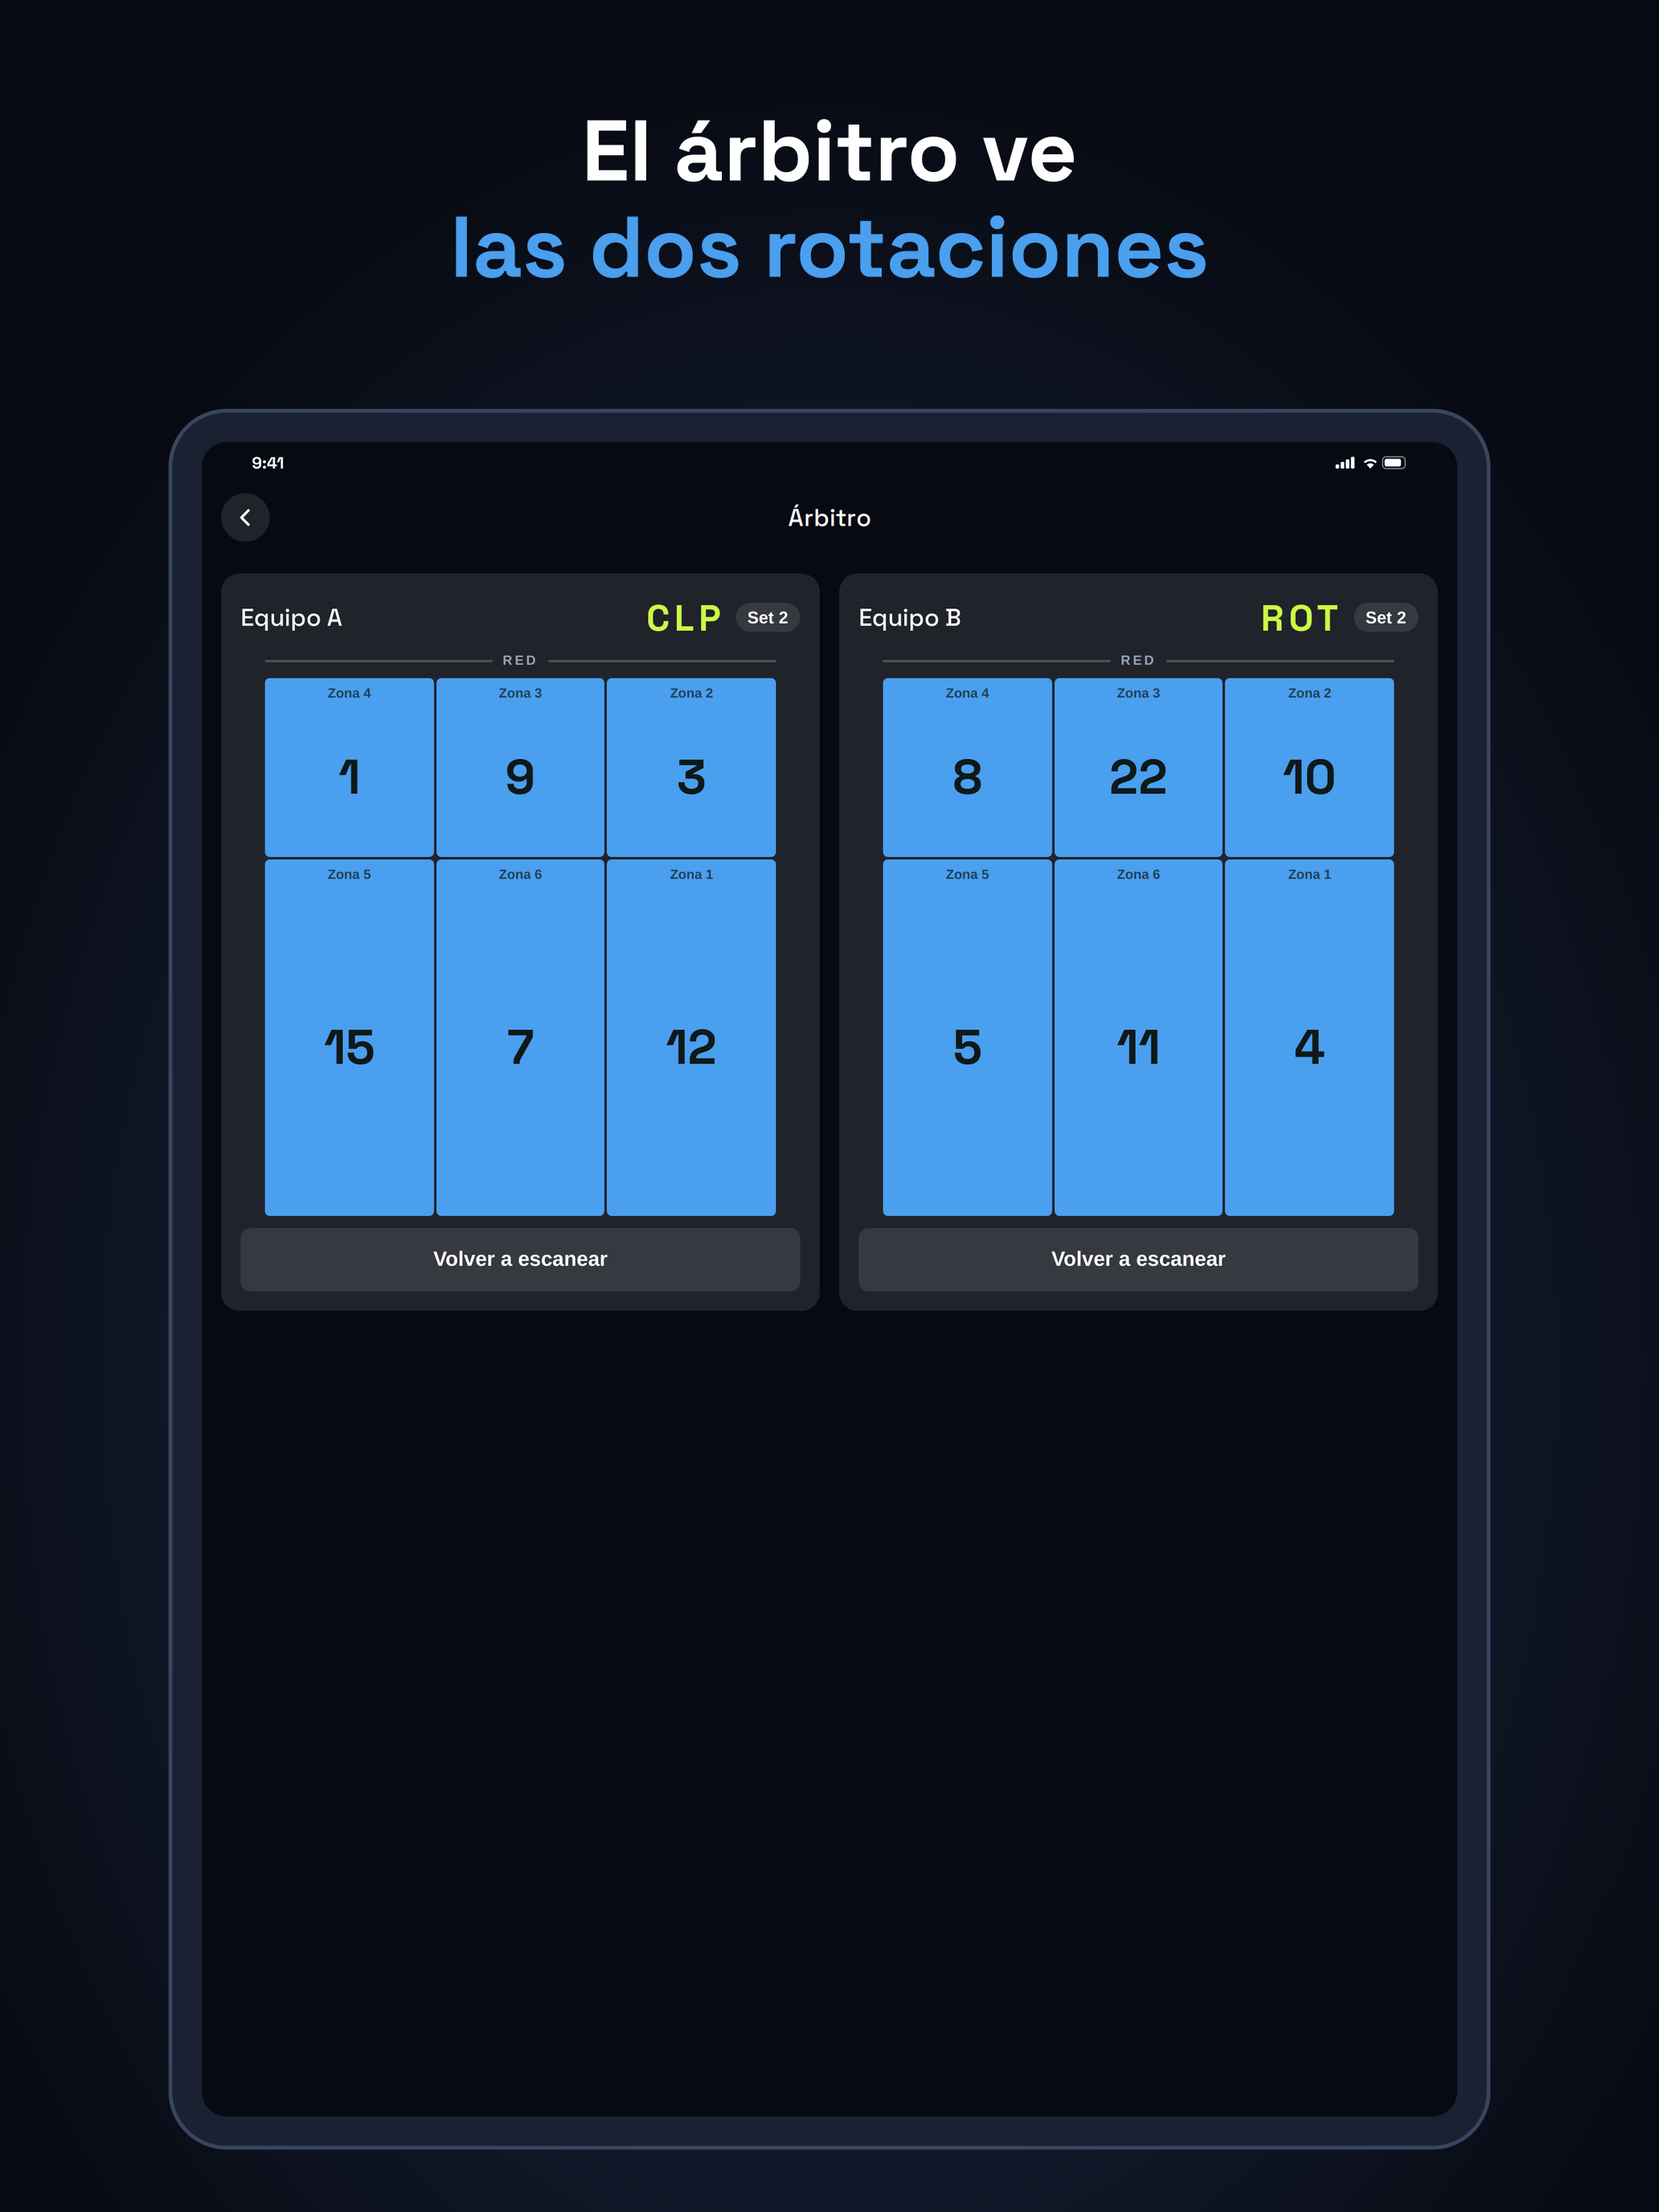 El árbitro ve
las dos rotaciones
9:41
Árbitro
Equipo A CLP Set 2
RED
Zona 4 Zona 3 Zona 2
1 9 3
Zona 5 Zona 6 Zona 1
15 7 12
Volver a escanear
Equipo B ROT Set 2
RED
Zona 4 Zona 3 Zona 2
8 22 10
Zona 5 Zona 6 Zona 1
5 11 4
Volver a escanear